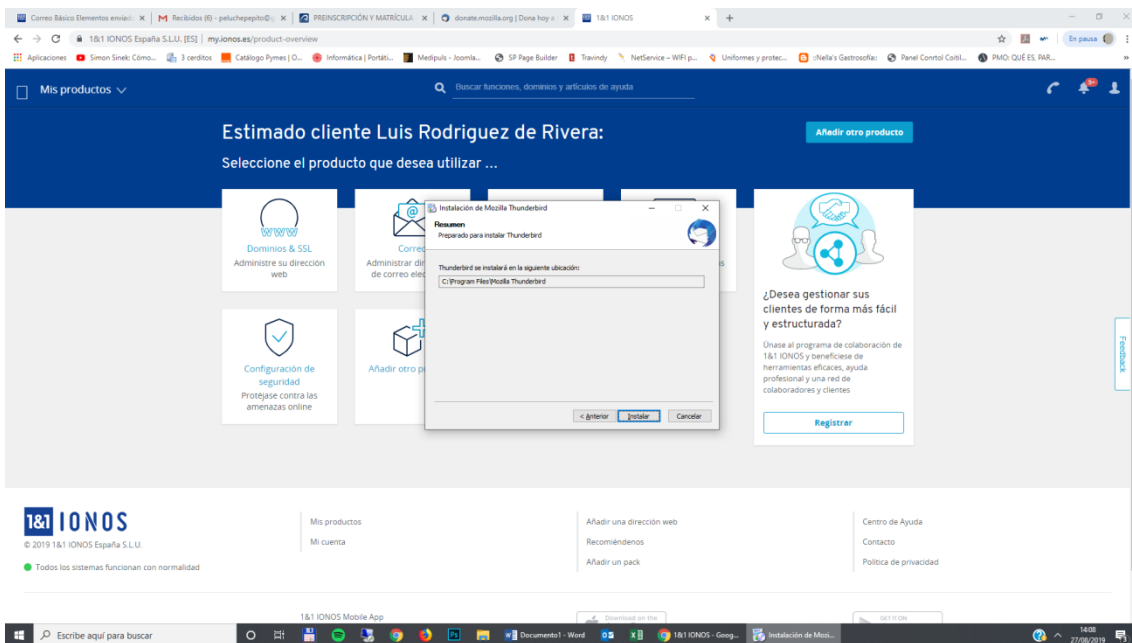 Correo Básico Elementos enviado
Recibidos (6) - peluchepepito@g
PREINSCRIPCIÓN Y MATRÍCULA
donate.mozilla.org | Dona hoy a
1&1 IONOS
1&1 IONOS España S.L.U. [ES] | my.ionos.es/product-overview
En pausa
Aplicaciones
Simon Sinek: Cómo...
3 cerditos
Catálogo Pymes | O...
Informática | Portáti...
Medipuls - Joomla...
SP Page Builder
Travindy
NetService – WIFI p...
Uniformes y protec...
::Nella's Gastrosofía:
Panel Conrtol Coitil...
PMO: QUÉ ES, PAR...
»
Mis productos
Buscar funciones, dominios y artículos de ayuda
9+
Estimado cliente Luis Rodriguez de Rivera:
Añadir otro producto
Seleccione el producto que desea utilizar ...
www
Dominios & SSL
Administre su dirección
web
@
Correo
Administrar dir
de correo elec
Configuración de
seguridad
Protéjase contra las
amenazas online
Añadir otro p
Instalación de Mozilla Thunderbird
Resumen
Preparado para instalar Thunderbird
Thunderbird se instalará en la siguiente ubicación:
C:\Program Files\Mozilla Thunderbird
< Anterior
Instalar
Cancelar
¿Desea gestionar sus
clientes de forma más fácil
y estructurada?
Únase al programa de colaboración de
1&1 IONOS y benefíciese de
herramientas eficaces, ayuda
profesional y una red de
colaboradores y clientes
Registrar
Feedback
1&1 IONOS
© 2019 1&1 IONOS España S.L.U.
Todos los sistemas funcionan con normalidad
Mis productos
Mi cuenta
Añadir una dirección web
Recomiéndenos
Añadir un pack
Centro de Ayuda
Contacto
Política de privacidad
1&1 IONOS Mobile App
Download on the
GET IT ON
Escribe aquí para buscar
Ps
Documento1 - Word
1&1 IONOS - Goog...
Instalación de Mozi...
14:08
27/08/2019